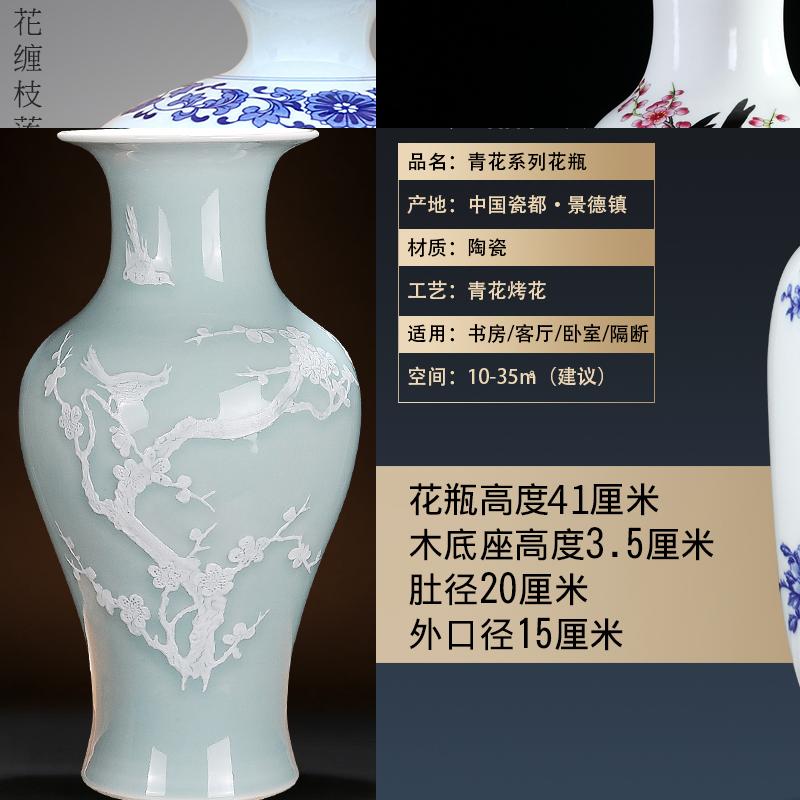 花缠枝莲
品名：青花系列花瓶
产地：中国瓷都·景德镇
材质：陶瓷
工艺：青花烤花
适用：书房/客厅/卧室/隔断
空间：10-35㎡（建议）
花瓶高度41厘米
木底座高度3.5厘米
肚径20厘米
外口径15厘米